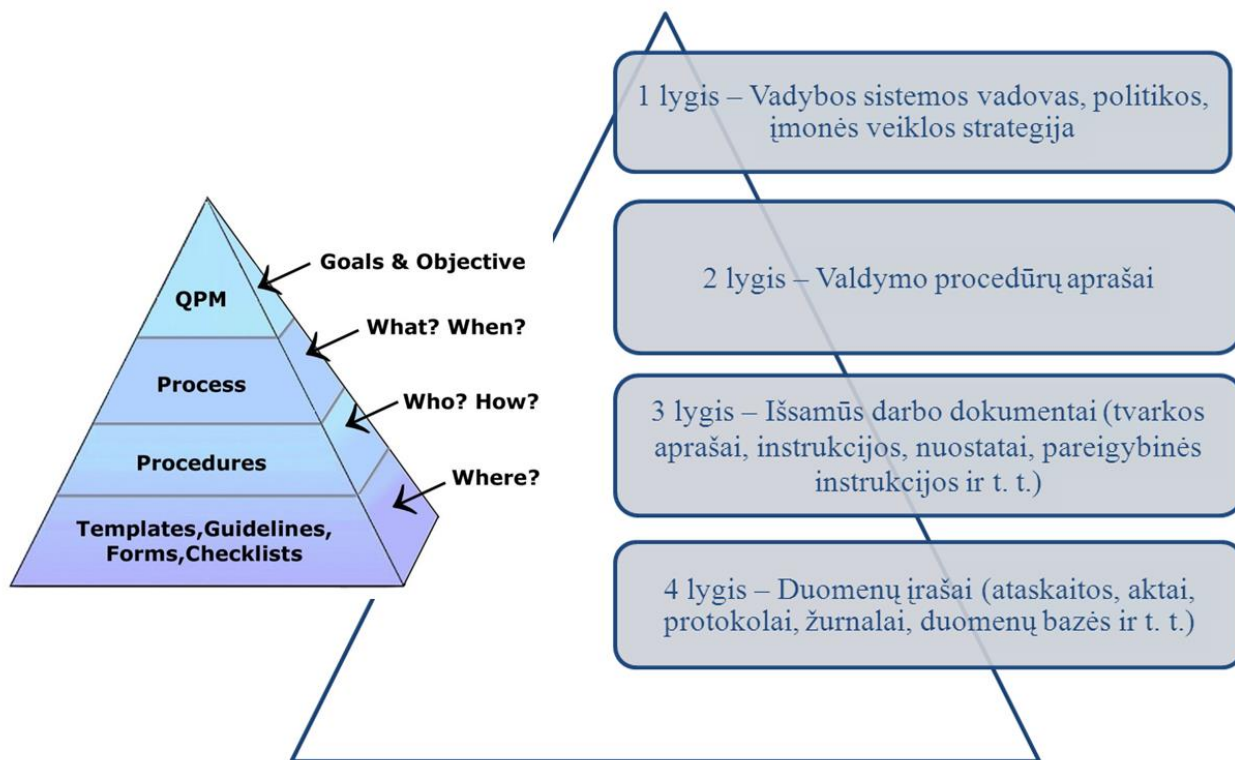 QPM
Process
Procedures
Templates,Guidelines,
Forms,Checklists
Goals & Objective
What? When?
Who? How?
Where?
1 lygis – Vadybos sistemos vadovas, politikos,
įmonės veiklos strategija
2 lygis – Valdymo procedūrų aprašai
3 lygis – Išsamūs darbo dokumentai (tvarkos
aprašai, instrukcijos, nuostatai, pareigybinės
instrukcijos ir t. t.)
4 lygis – Duomenų įrašai (ataskaitos, aktai,
protokolai, žurnalai, duomenų bazės ir t. t.)